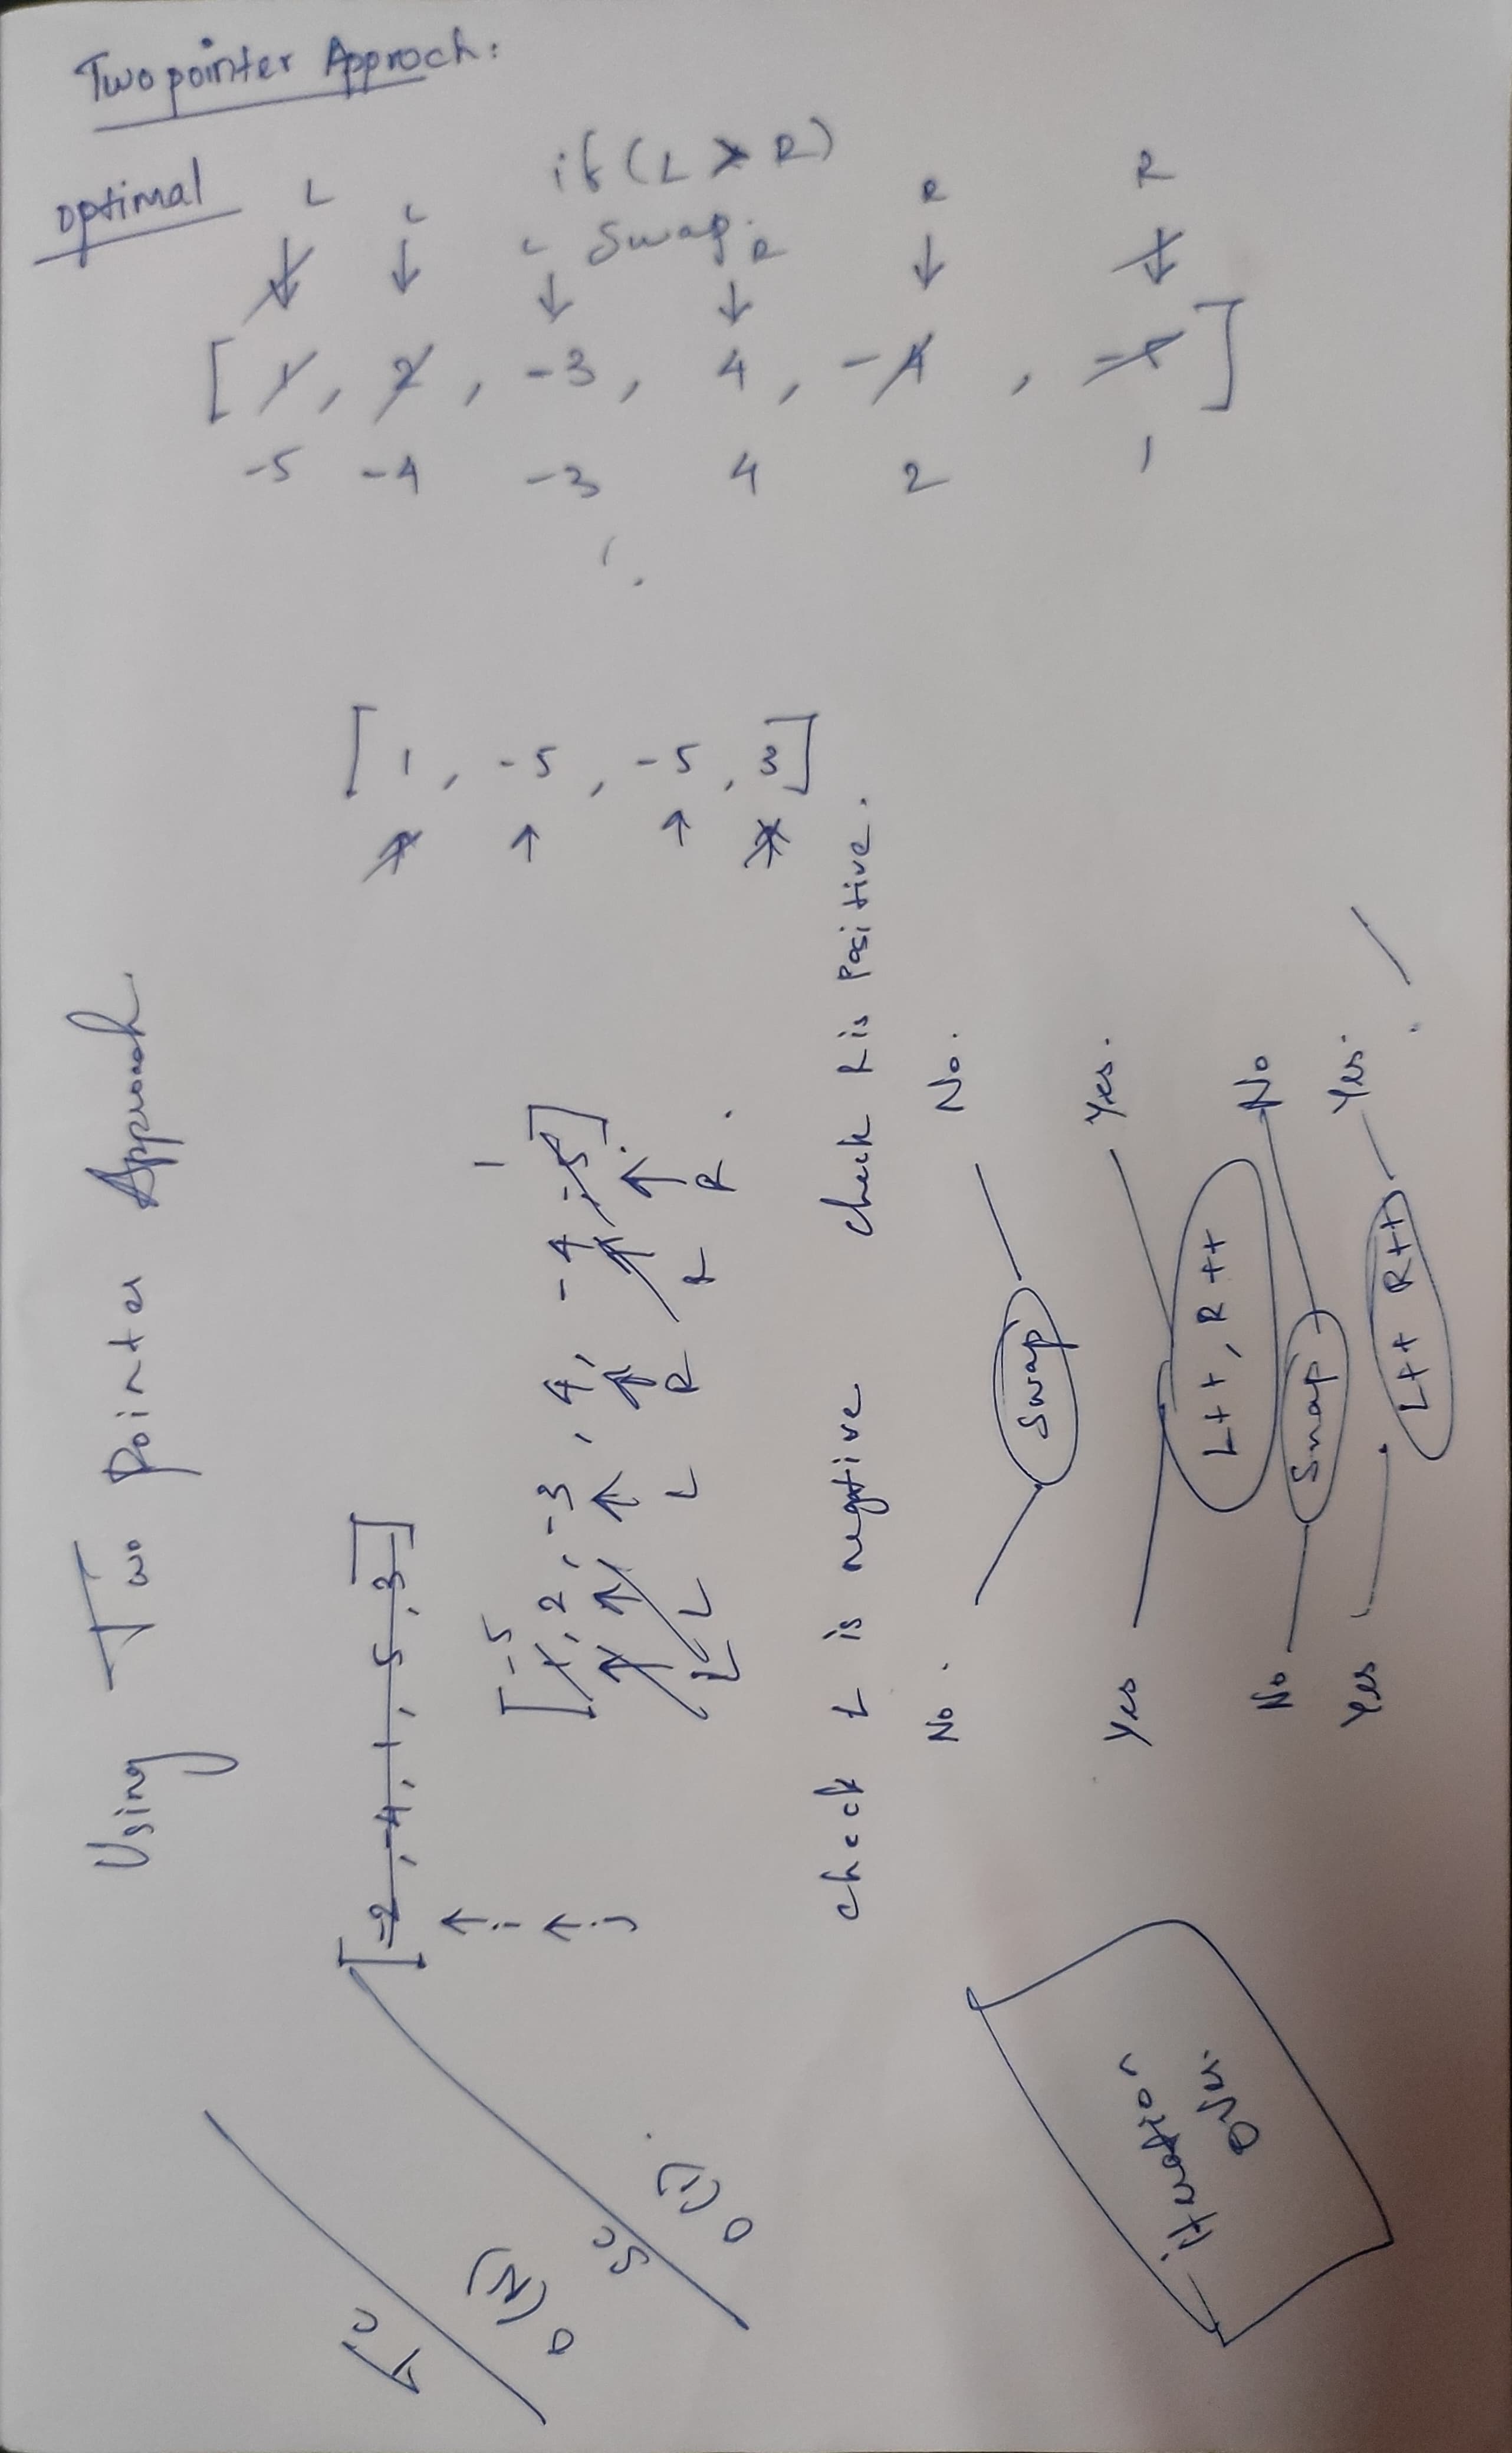 Two pointer Approch:
optimal
if (L > R)
Swap.
L L L R R R
[ 1, 2, -3, 4, -4, -5 ]
-5 -4 -3 4 2 1
[ 1, -5, -5, 3 ]
Using Two Pointer Approach
[ -2, -4, 1, 5, 3 ]
i
j
-5 1
[ 1, 2, -3, 4, -4, -5 ]
L L L R R R
check L is negative check R is Positive.
No. Swap No.
Yes L++, R++ Yes.
No Swap No
Yes L++ R++ Yes.
TC
O(N)
SC
O(1)
iteration
over.